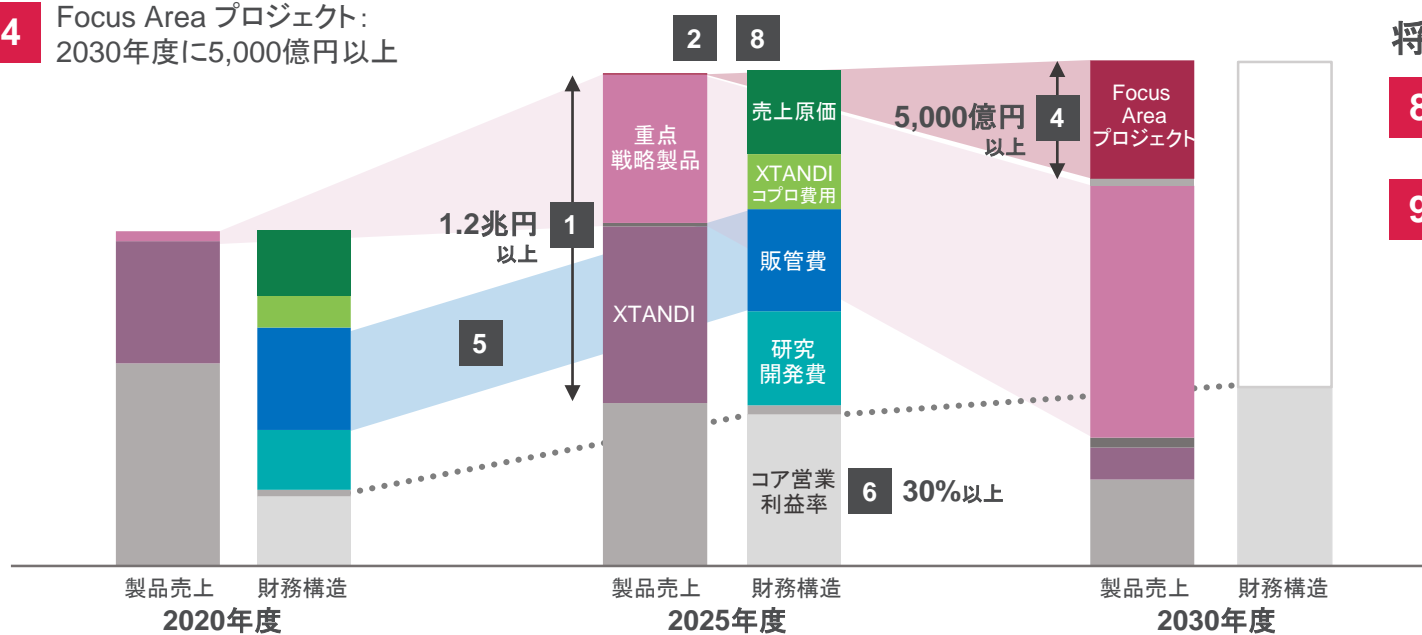 4
Focus Area プロジェクト:
2030年度に5,000億円以上
2
8
将
8
9
重点
戦略製品
売上原価
XTANDI
コプロ費用
5,000億円
以上
4
Focus
Area
プロジェクト
1.2兆円
以上
1
販管費
XTANDI
5
研究
開発費
コア営業
利益率
6
30%以上
製品売上
財務構造
製品売上
財務構造
製品売上
財務構造
2020年度
2025年度
2030年度